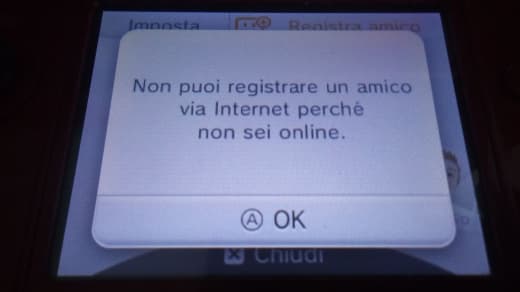 Imposta Registra amico
Non puoi registrare un amico
via Internet perché
non sei online.
Ⓐ OK
Chiudi